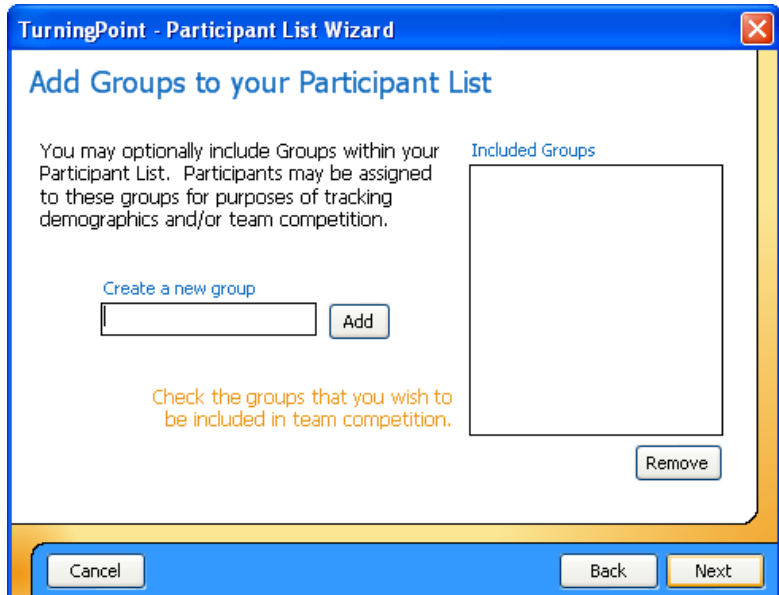 TurningPoint - Participant List Wizard
Add Groups to your Participant List
You may optionally include Groups within your
Participant List.  Participants may be assigned
to these groups for purposes of tracking
demographics and/or team competition.
Included Groups
Create a new group
Add
Check the groups that you wish to
be included in team competition.
Remove
Cancel
Back
Next